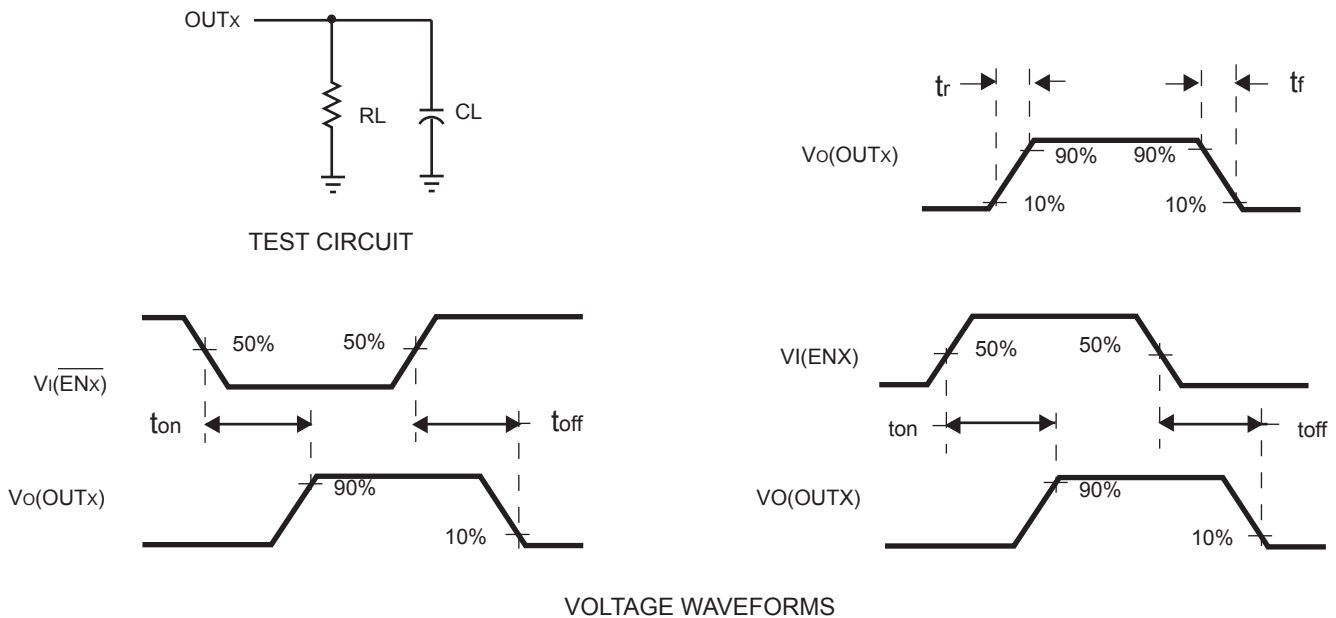 OUTx
RL
CL
TEST CIRCUIT
tr
tf
VO(OUTx)
90%
90%
10%
10%
50%
50%
VI(E̅N̅x̅)
ton
toff
VO(OUTx)
90%
10%
VI(ENX)
50%
50%
ton
toff
VO(OUTX)
90%
10%
VOLTAGE WAVEFORMS